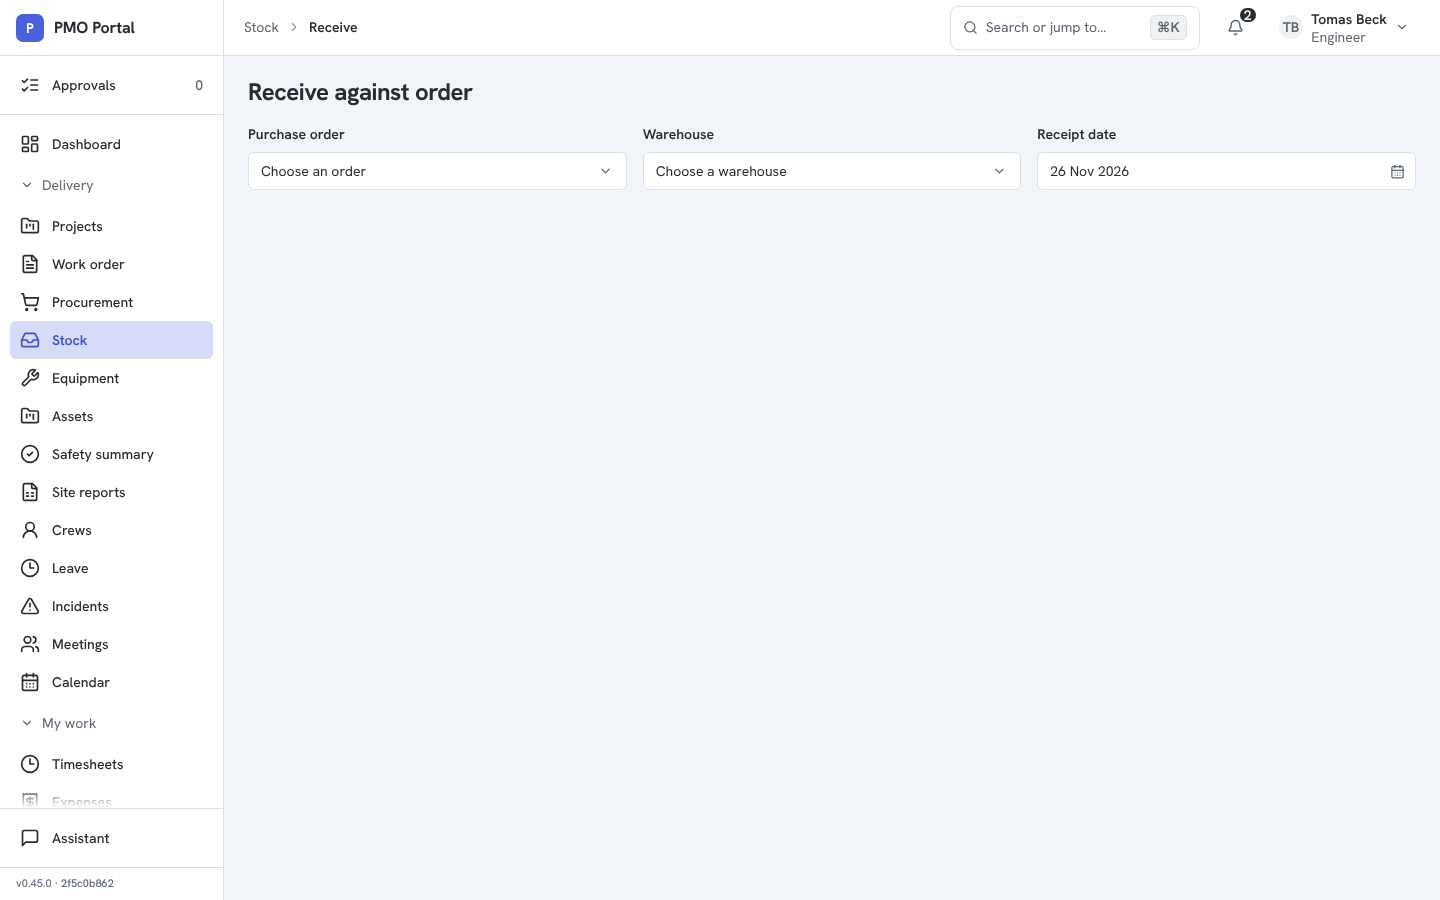 P PMO Portal
Stock > Receive
Search or jump to... ⌘K
2
TB
Tomas Beck
Engineer
Approvals 0
Dashboard
Delivery
Projects
Work order
Procurement
Stock
Equipment
Assets
Safety summary
Site reports
Crews
Leave
Incidents
Meetings
Calendar
My work
Timesheets
Expenses
Assistant
v0.45.0 · 2f5c0b862
Receive against order
Purchase order Warehouse Receipt date
Choose an order Choose a warehouse 26 Nov 2026